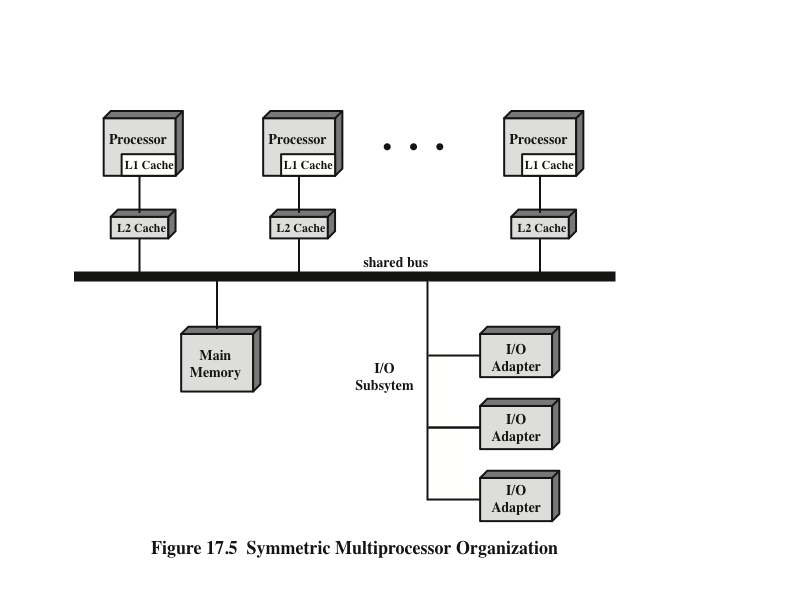 Processor
L1 Cache
Processor
L1 Cache
Processor
L1 Cache
L2 Cache
L2 Cache
L2 Cache
shared bus
Main
Memory
I/O
Subsytem
I/O
Adapter
I/O
Adapter
I/O
Adapter
Figure 17.5 Symmetric Multiprocessor Organization